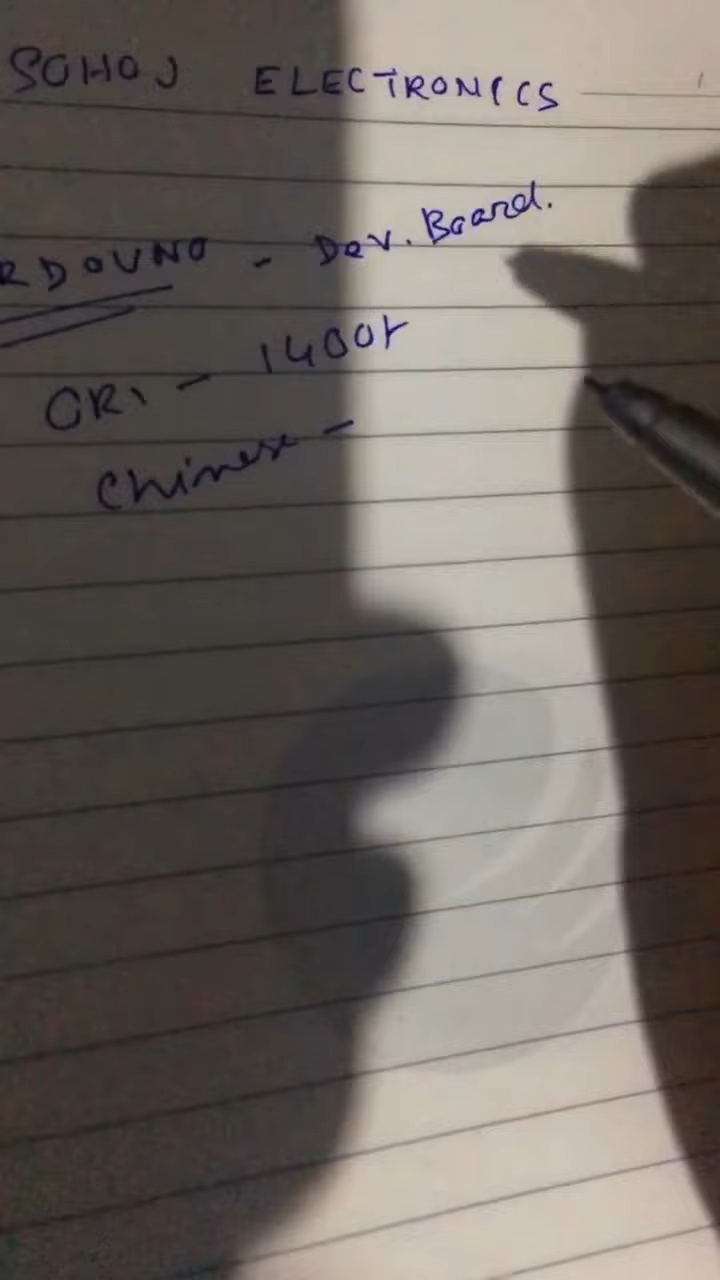 SOHOJ ELECTRONICS
RDOUNO - Dev. Board.
ORI - 1400r
Chinese -